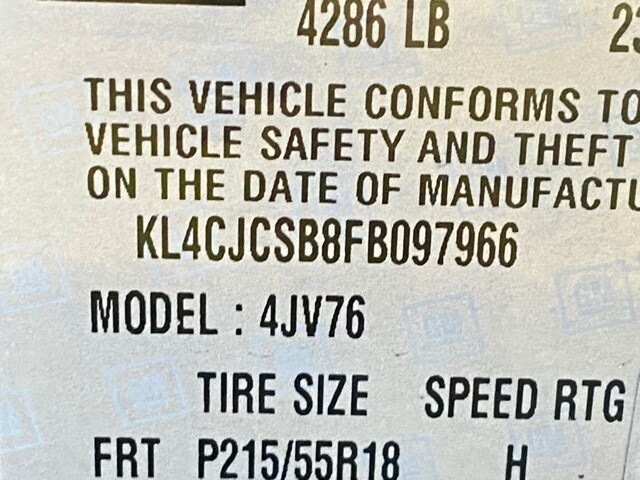 4286 LB
THIS VEHICLE CONFORMS TO
VEHICLE SAFETY AND THEFT
ON THE DATE OF
KL4CJCSB8FB097966
MODEL : 4JV76
TIRE SIZE SPEED RTG
FRT P215/55R18 H